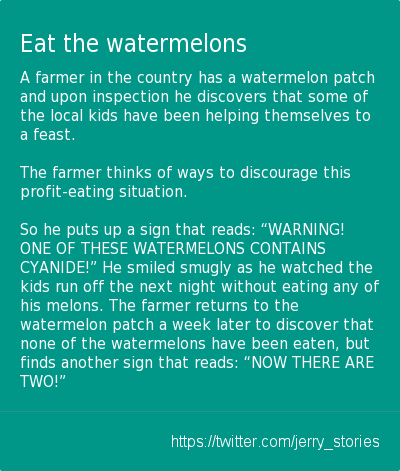 Eat the watermelons
A farmer in the country has a watermelon patch
and upon inspection he discovers that some of
the local kids have been helping themselves to
a feast.
The farmer thinks of ways to discourage this
profit-eating situation.
So he puts up a sign that reads: “WARNING!
ONE OF THESE WATERMELONS CONTAINS
CYANIDE!” He smiled smugly as he watched the
kids run off the next night without eating any of
his melons. The farmer returns to the
watermelon patch a week later to discover that
none of the watermelons have been eaten, but
finds another sign that reads: “NOW THERE ARE
TWO!”
https://twitter.com/jerry_stories